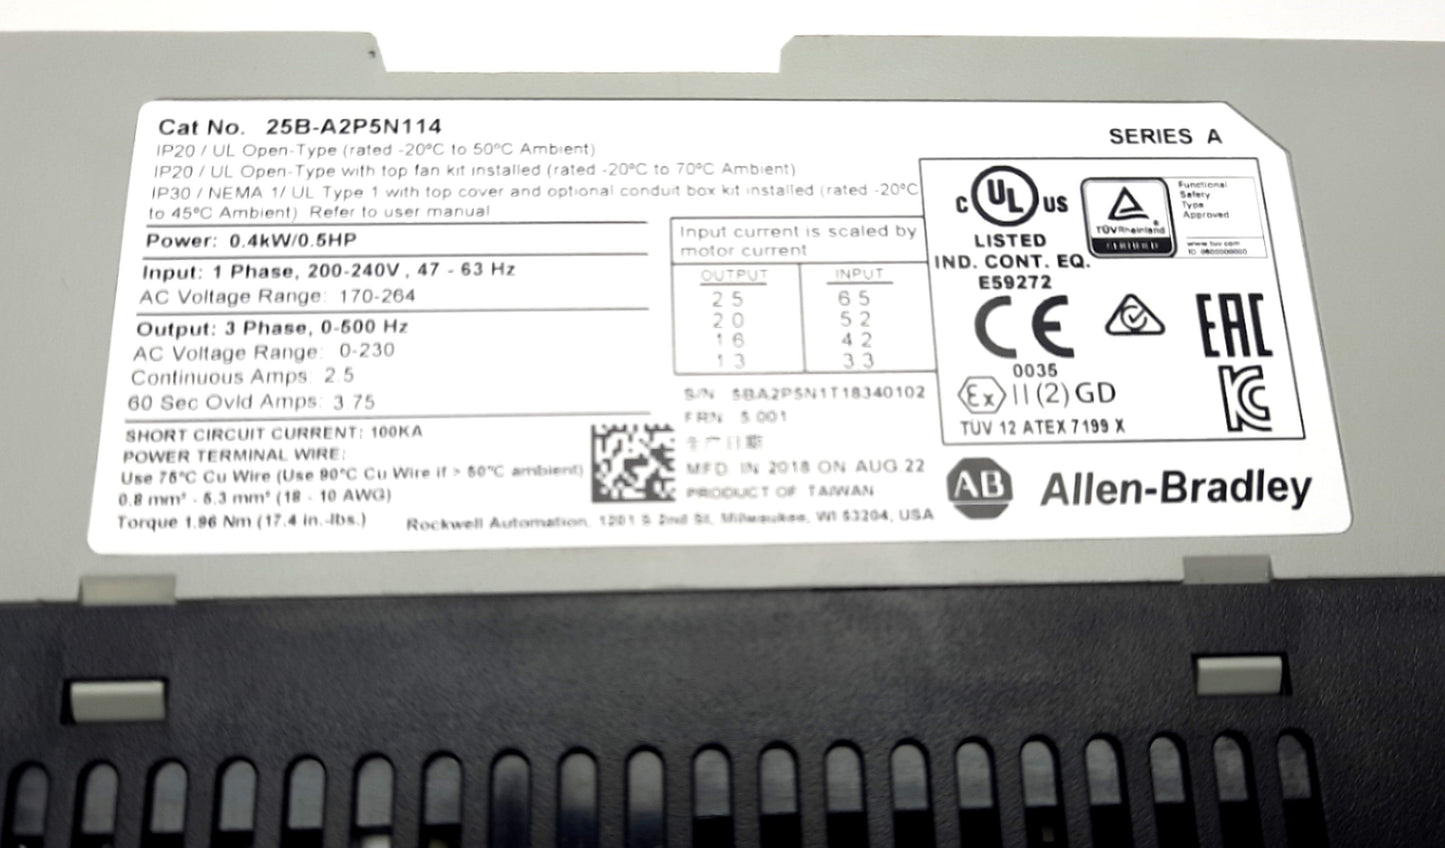 Cat No. 25B-A2P5N114
SERIES A
IP20 / UL Open-Type (rated -20°C to 50°C Ambient)
IP20 / UL Open-Type with top fan kit installed (rated -20°C to 70°C Ambient)
IP30 / NEMA 1/ UL Type 1 with top cover and optional conduit box kit installed (rated -20°C
to 45°C Ambient) Refer to user manual
Power: 0.4kW/0.5HP
Input: 1 Phase, 200-240V, 47 - 63 Hz
AC Voltage Range: 170-264
Output: 3 Phase, 0-500 Hz
AC Voltage Range: 0-230
Continuous Amps: 2.5
60 Sec Ovld Amps: 3.75
SHORT CIRCUIT CURRENT: 100KA
POWER TERMINAL WIRE:
Use 75°C Cu Wire (Use 90°C Cu Wire if > 50°C ambient)
0.8 mm² - 5.3 mm² (18 - 10 AWG)
Torque 1.96 Nm (17.4 in.-lbs.)
Input current is scaled by
motor current
OUTPUT INPUT
2.5 6.5
2.0 5.2
1.6 4.2
1.3 3.3
S/N 5BA2P5N1T18340102
FRN 5.001
生产日期
MFD IN 2018 ON AUG 22
PRODUCT OF TAIWAN
Rockwell Automation, 1201 S 2nd St, Milwaukee, WI 53204, USA
C UL US
LISTED
IND. CONT. EQ.
E59272
TÜVRheinland
CERTIFIED
Functional
Safety
Type
Approved
www.tuv.com
CE
0035
EAC
Ex II (2) GD
TÜV 12 ATEX 7199 X
AB Allen-Bradley